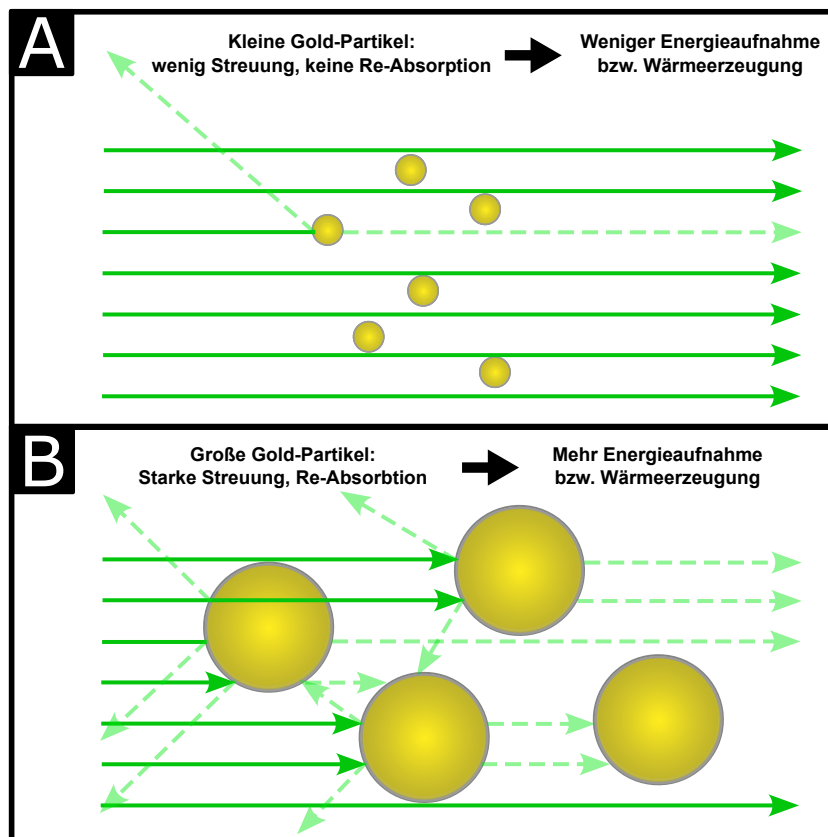 A
Kleine Gold-Partikel:
wenig Streuung, keine Re-Absorption
Weniger Energieaufnahme
bzw. Wärmeerzeugung
B
Große Gold-Partikel:
Starke Streuung, Re-Absorbtion
Mehr Energieaufnahme
bzw. Wärmeerzeugung